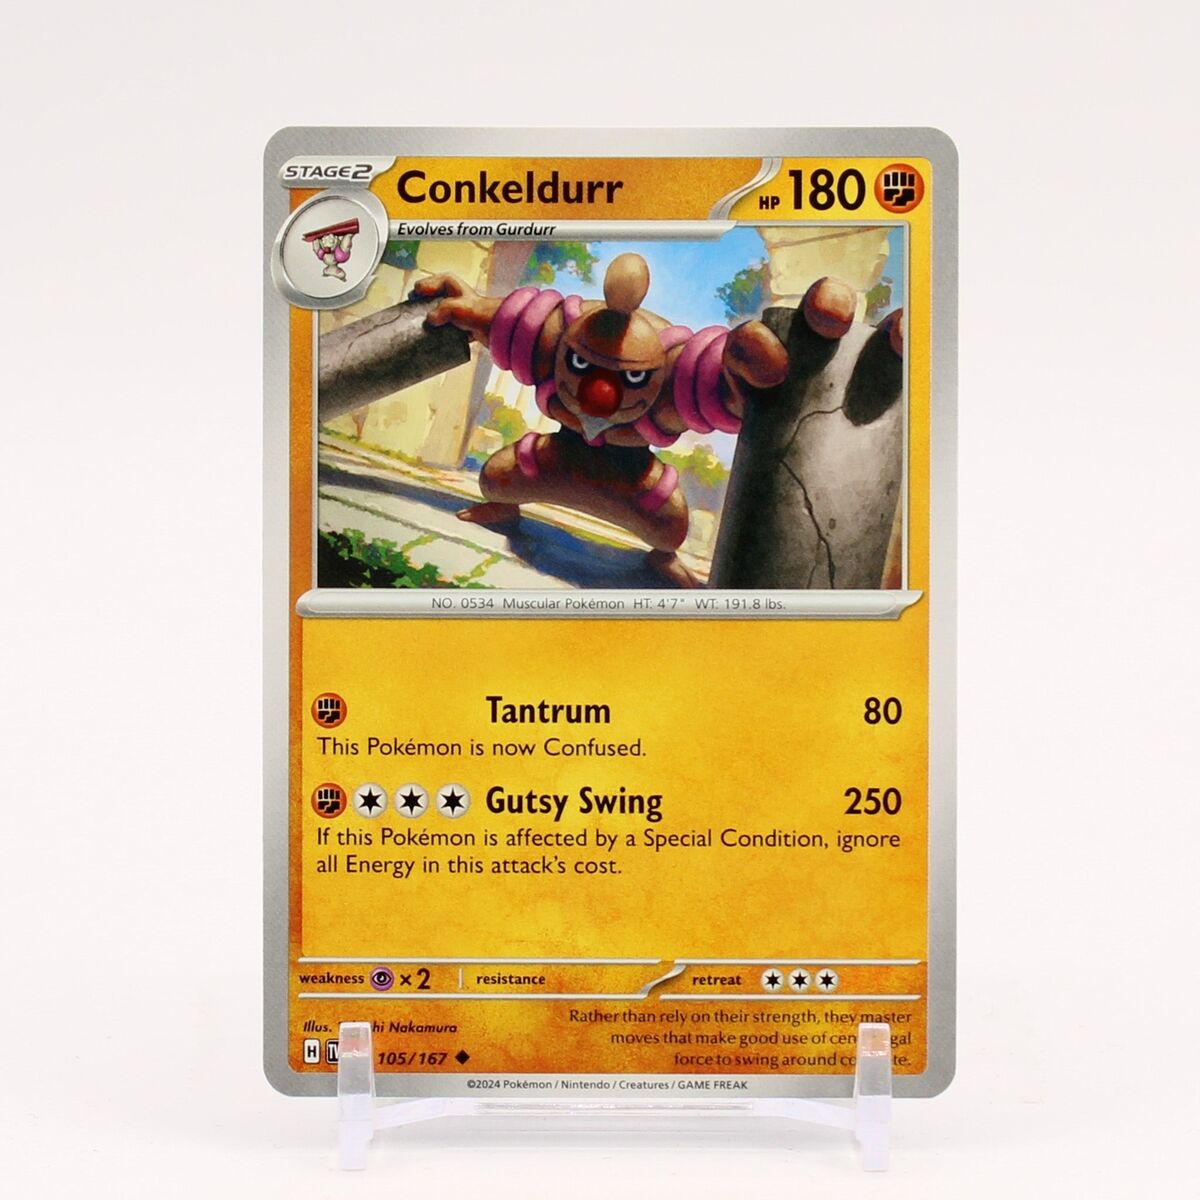 STAGE2
Conkeldurr
HP 180
Evolves from Gurdurr
NO. 0534 Muscular Pokémon HT: 4'7" WT: 191.8 lbs.
Tantrum 80
This Pokémon is now Confused.
Gutsy Swing 250
If this Pokémon is affected by a Special Condition, ignore
all Energy in this attack's cost.
weakness ×2 resistance retreat
Illus. Nakamura
H 105/167
Rather than rely on their strength, they master
moves that make good use of
force to swing around
©2024 Pokémon / Nintendo / Creatures / GAME FREAK